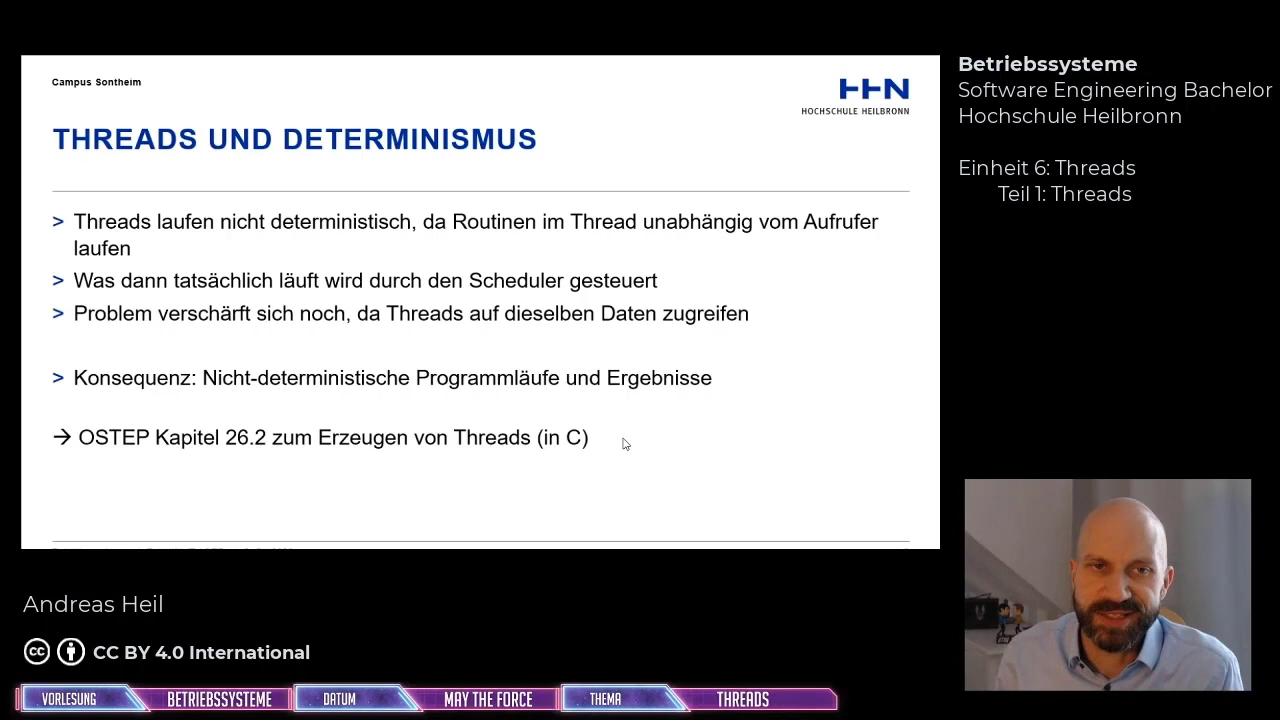 Campus Sontheim
HHN
HOCHSCHULE HEILBRONN
THREADS UND DETERMINISMUS
> Threads laufen nicht deterministisch, da Routinen im Thread unabhängig vom Aufrufer
laufen
> Was dann tatsächlich läuft wird durch den Scheduler gesteuert
> Problem verschärft sich noch, da Threads auf dieselben Daten zugreifen
> Konsequenz: Nicht-deterministische Programmläufe und Ergebnisse
→ OSTEP Kapitel 26.2 zum Erzeugen von Threads (in C)
Betriebssysteme
Software Engineering Bachelor
Hochschule Heilbronn
Einheit 6: Threads
Teil 1: Threads
Andreas Heil
cc CC BY 4.0 International
VORLESUNG BETRIEBSSYSTEME DATUM MAY THE FORCE THEMA THREADS